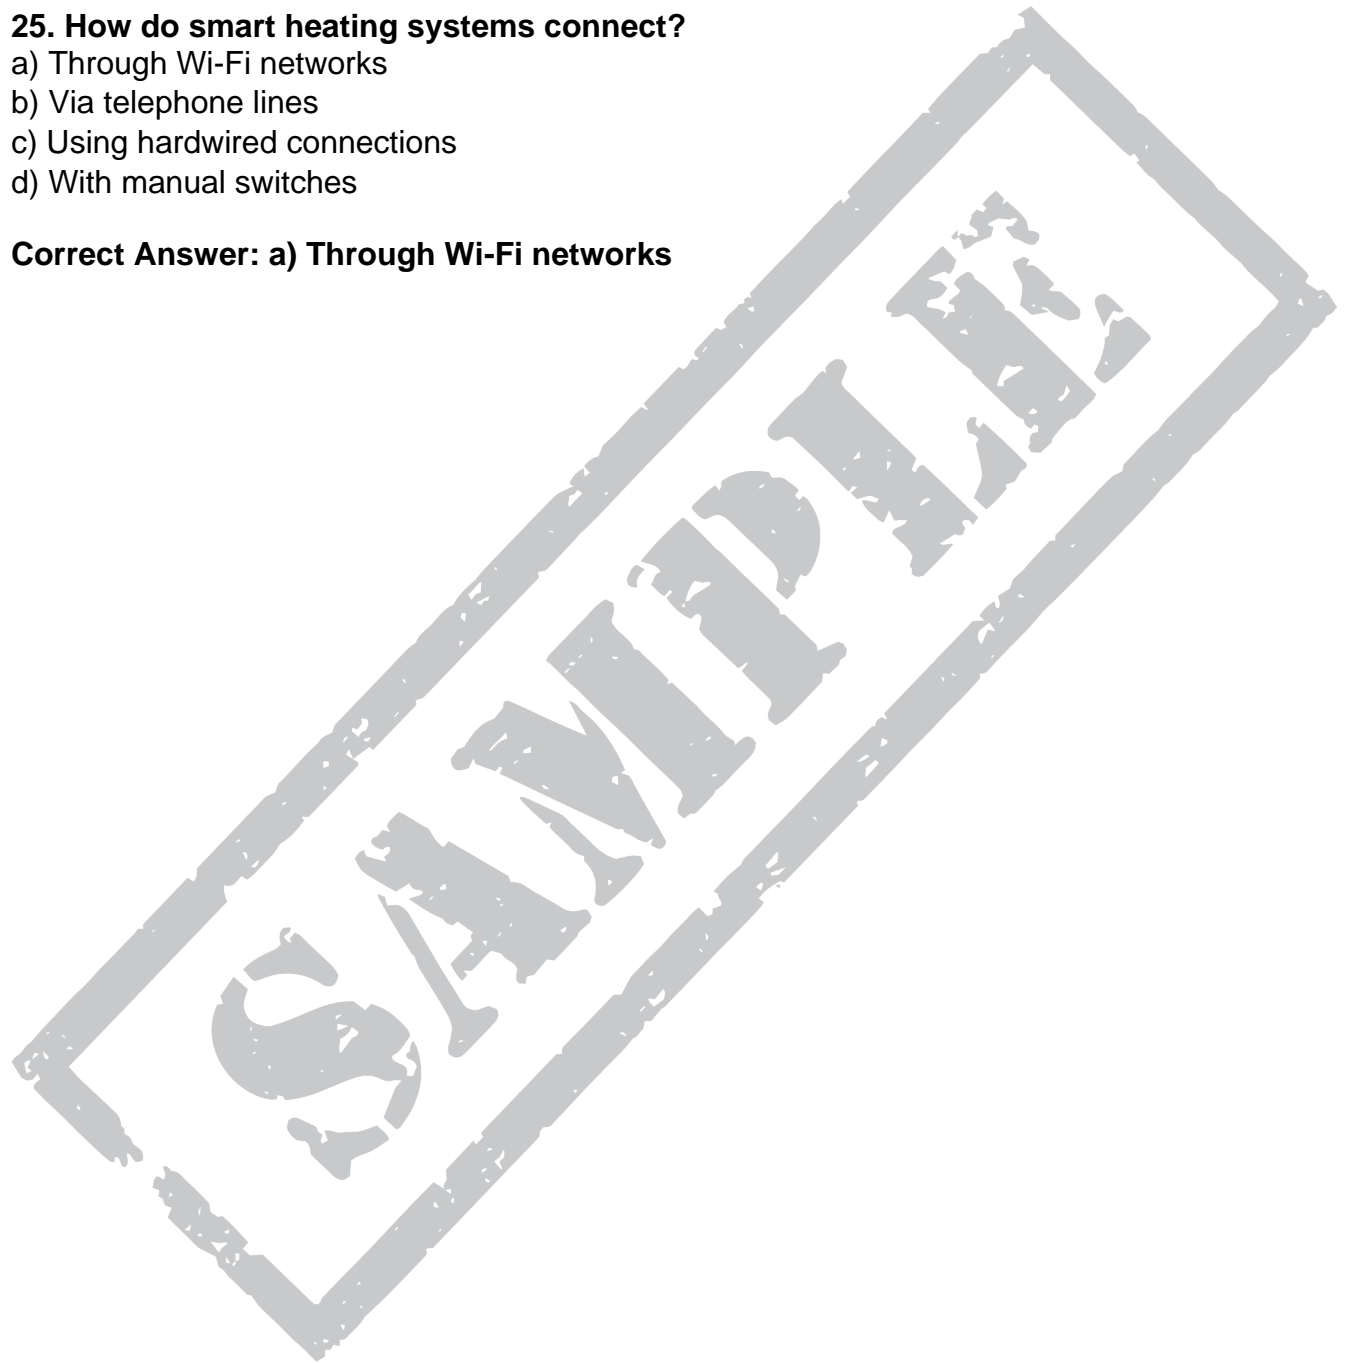 25. How do smart heating systems connect?
a) Through Wi-Fi networks
b) Via telephone lines
c) Using hardwired connections
d) With manual switches
Correct Answer: a) Through Wi-Fi networks
SAMPLE